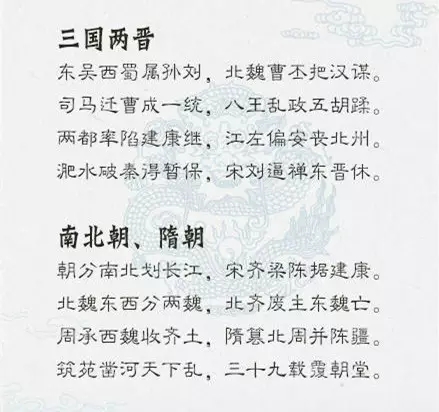 三国两晋
东吴西蜀属孙刘，北魏曹丕把汉谋。
司马迁曹成一统，八王乱政五胡蹂。
两都率陷建康继，江左偏安丧北州。
淝水破秦得暂保，宋刘逼禅东晋休。
南北朝、隋朝
朝分南北划长江，宋齐梁陈据建康。
北魏东西分两魏，北齐废主东魏亡。
周承西魏收齐土，隋篡北周并陈疆。
筑苑凿河天下乱，三十九载覆朝堂。